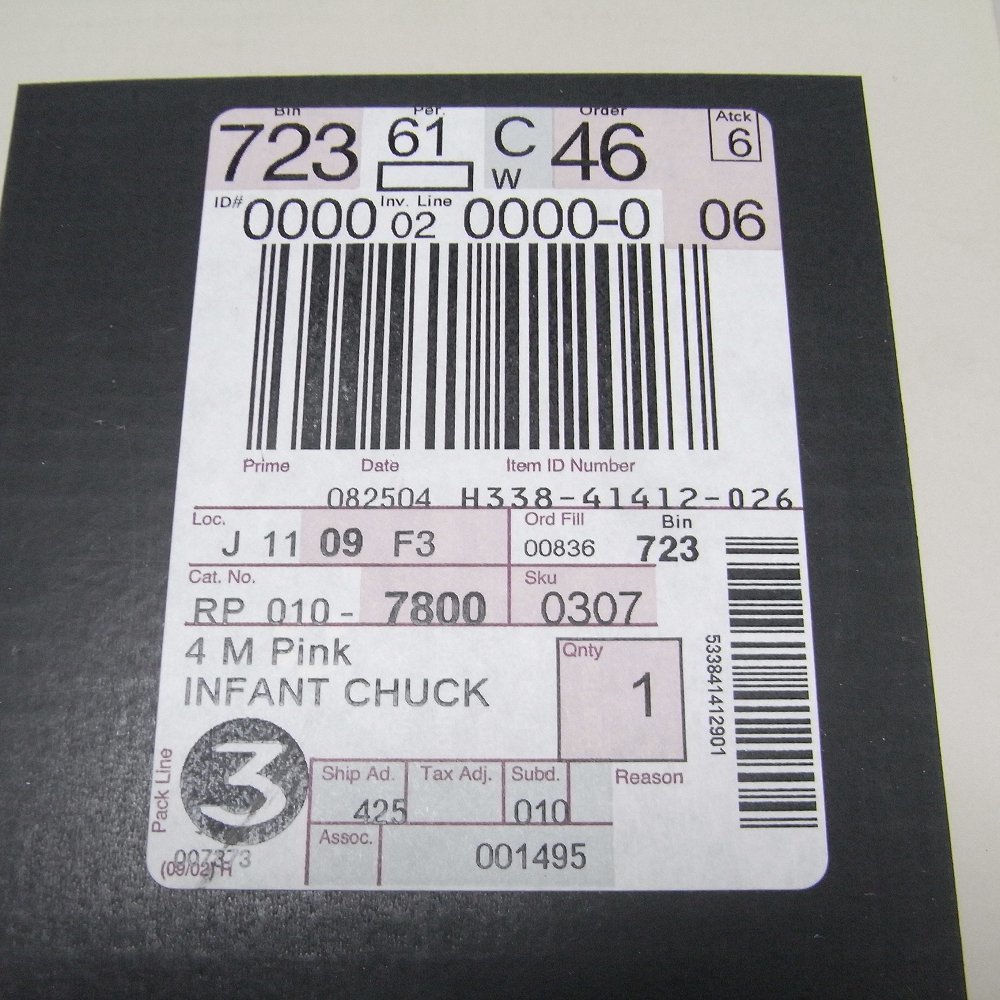 Bin Per. Order Atck
723 61 C W 46 6
ID# 0000 Inv. Line 02 0000-0 06
Prime Date Item ID Number
082504 H338-41412-026
Loc. Ord Fill Bin
J 11 09 F3 00836 723
Cat. No. Sku
RP 010 - 7800 0307
4 M Pink
INFANT CHUCK
Qnty
1
533841412901
Pack Line
3
Ship Ad. Tax Adj. Subd. Reason
425 010
Assoc.
001495
007373
(09/02) H